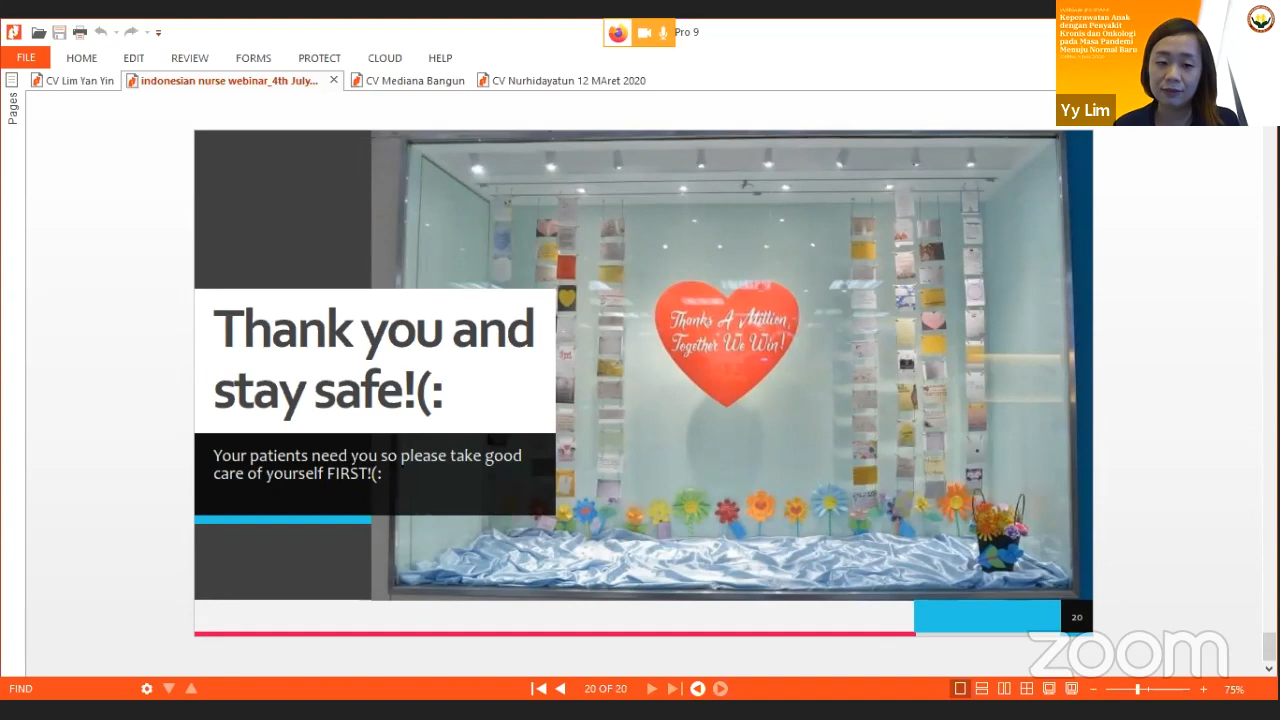 Pro 9
FILE
HOME
EDIT
REVIEW
FORMS
PROTECT
CLOUD
HELP
CV Lim Yan Yin
indonesian nurse webinar_4th July...
CV Mediana Bangun
CV Nurhidayatun 12 MAret 2020
Pages
Keperawatan Anak
dengan Penyakit
Kronis dan Onkologi
pada Masa Pandemi
Menuju Normal Baru
Yy Lim
Thanks A Million,
Together We Win!
Thank you and
stay safe!(:
Your patients need you so please take good
care of yourself FIRST!(:
20
zoom
FIND
20 OF 20
75%